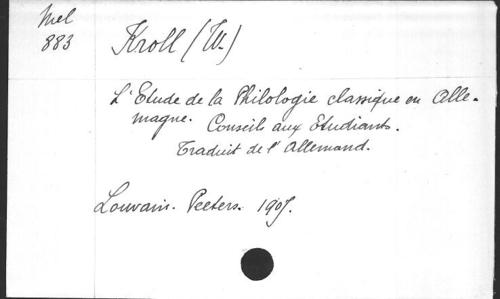 Mel
883
Kroll (W.)
L'Etude de la Philologie classique en Alle-
magne. Conseils aux Etudiants.
Traduit de l'Allemand.
Louvain. Peeters.